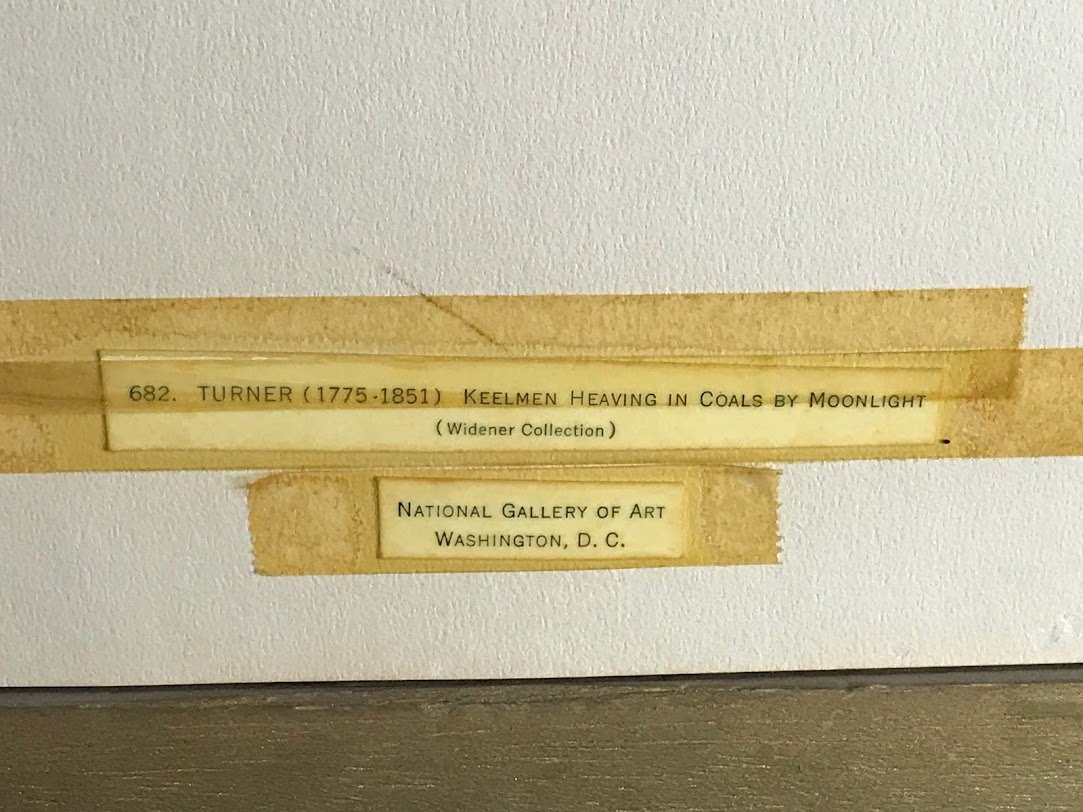 682. TURNER (1775-1851) KEELMEN HEAVING IN COALS BY MOONLIGHT
(Widener Collection)
NATIONAL GALLERY OF ART
WASHINGTON, D. C.